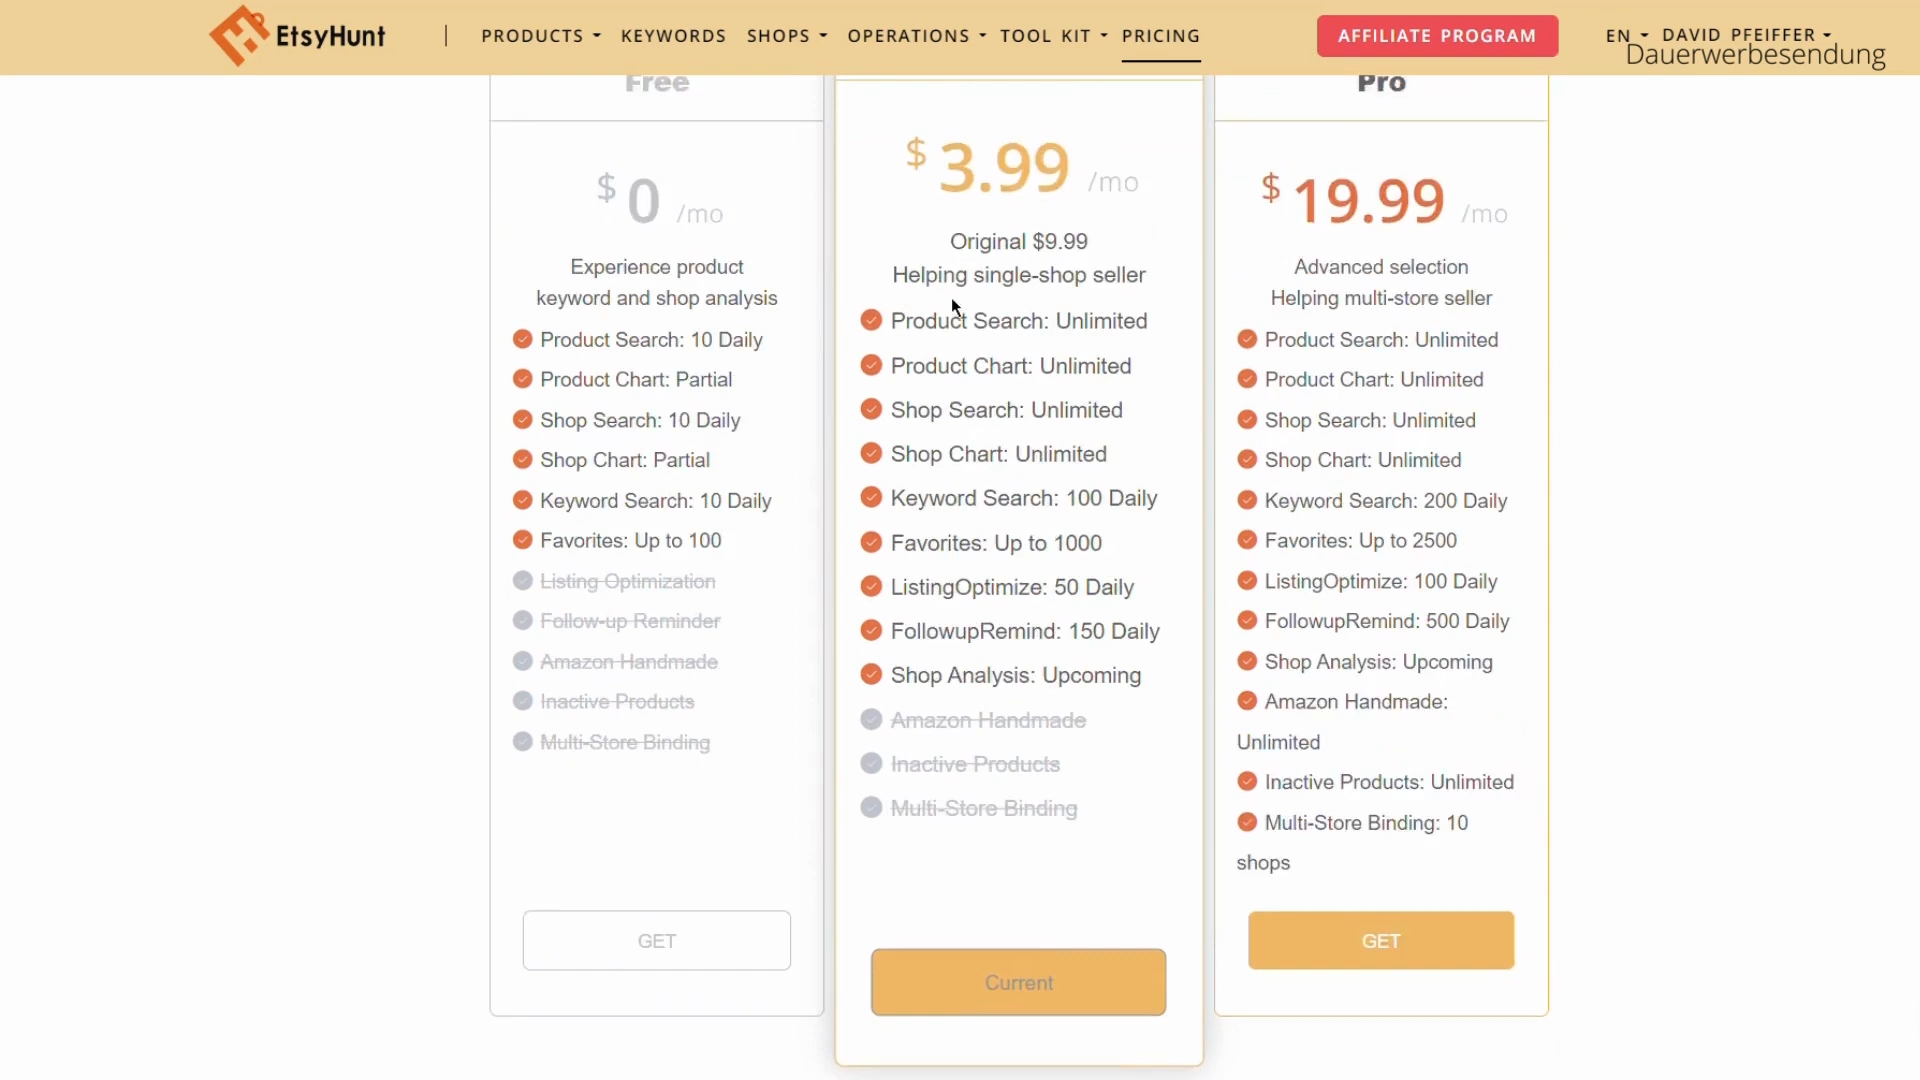 EtsyHunt
PRODUCTS
KEYWORDS
SHOPS
OPERATIONS
TOOL KIT
PRICING
AFFILIATE PROGRAM
EN
DAVID PFEIFFER
Dauerwerbesendung
Free
$ 0 /mo
Experience product
keyword and shop analysis
Product Search: 10 Daily
Product Chart: Partial
Shop Search: 10 Daily
Shop Chart: Partial
Keyword Search: 10 Daily
Favorites: Up to 100
Listing Optimization
Follow-up Reminder
Amazon Handmade
Inactive Products
Multi-Store Binding
GET
$ 3.99 /mo
Original $9.99
Helping single-shop seller
Product Search: Unlimited
Product Chart: Unlimited
Shop Search: Unlimited
Shop Chart: Unlimited
Keyword Search: 100 Daily
Favorites: Up to 1000
ListingOptimize: 50 Daily
FollowupRemind: 150 Daily
Shop Analysis: Upcoming
Amazon Handmade
Inactive Products
Multi-Store Binding
Current
Pro
$ 19.99 /mo
Advanced selection
Helping multi-store seller
Product Search: Unlimited
Product Chart: Unlimited
Shop Search: Unlimited
Shop Chart: Unlimited
Keyword Search: 200 Daily
Favorites: Up to 2500
ListingOptimize: 100 Daily
FollowupRemind: 500 Daily
Shop Analysis: Upcoming
Amazon Handmade:
Unlimited
Inactive Products: Unlimited
Multi-Store Binding: 10
shops
GET